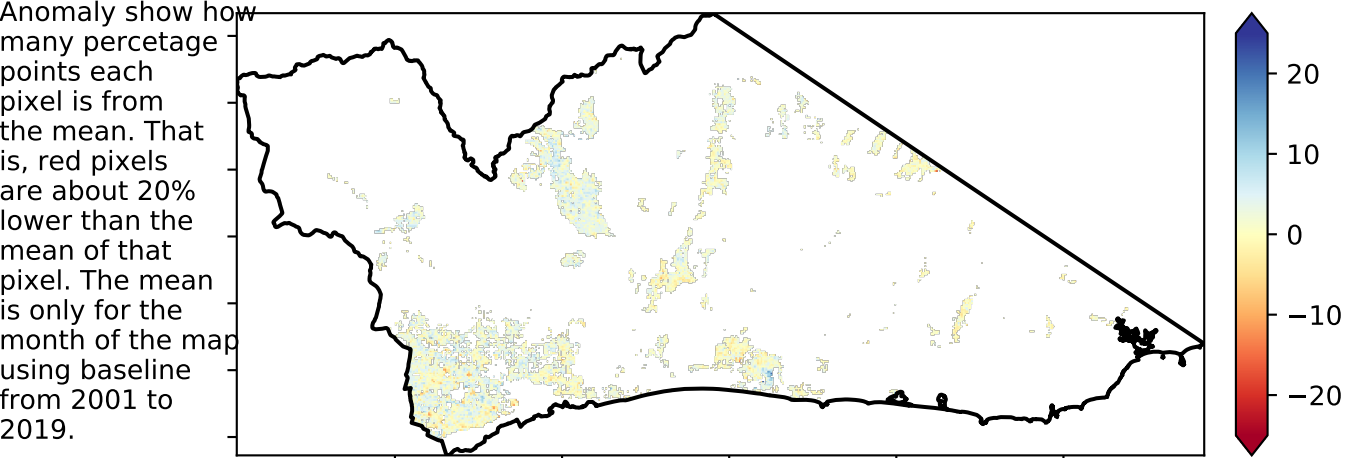 Anomaly show how
many percetage
points each
pixel is from
the mean. That
is, red pixels
are about 20%
lower than the
mean of that
pixel. The mean
is only for the
month of the map
using baseline
from 2001 to
2019.
20
10
0
−10
−20